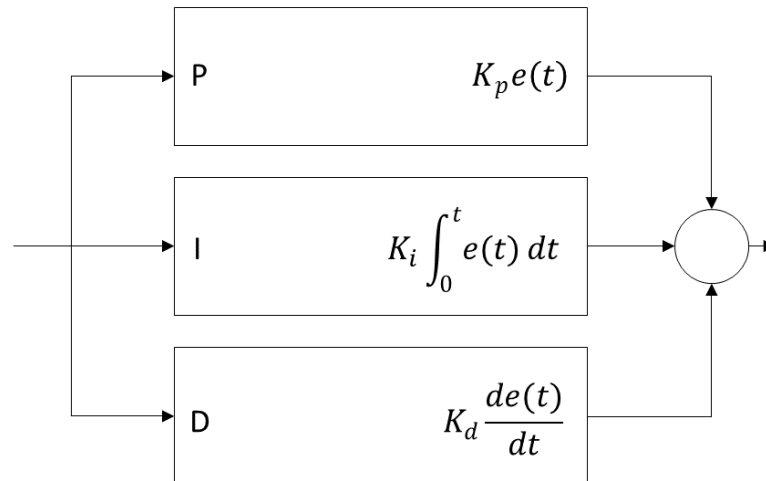 P K_p e(t)
I K_i ∫_0^t e(t) dt
D K_d de(t)/dt